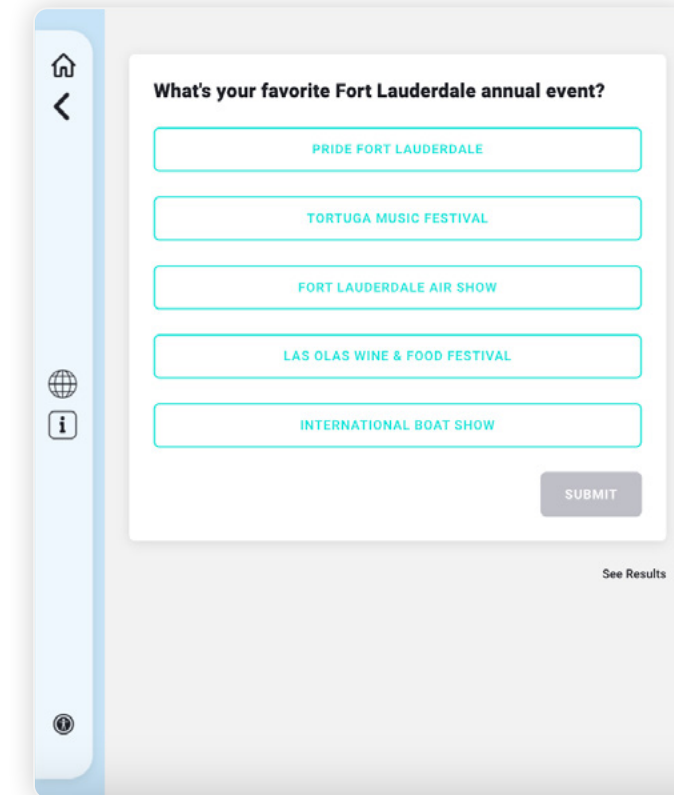 What's your favorite Fort Lauderdale annual event?
PRIDE FORT LAUDERDALE
TORTUGA MUSIC FESTIVAL
FORT LAUDERDALE AIR SHOW
LAS OLAS WINE & FOOD FESTIVAL
INTERNATIONAL BOAT SHOW
SUBMIT
See Results